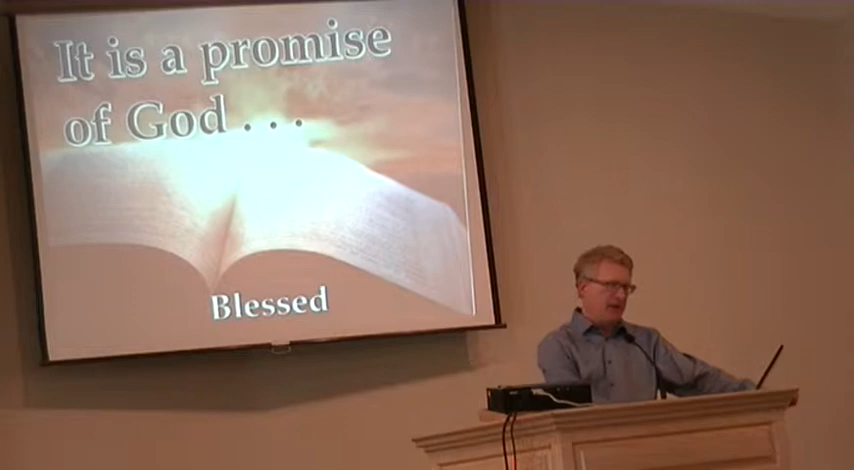 It is a promise
of God . . .
Blessed